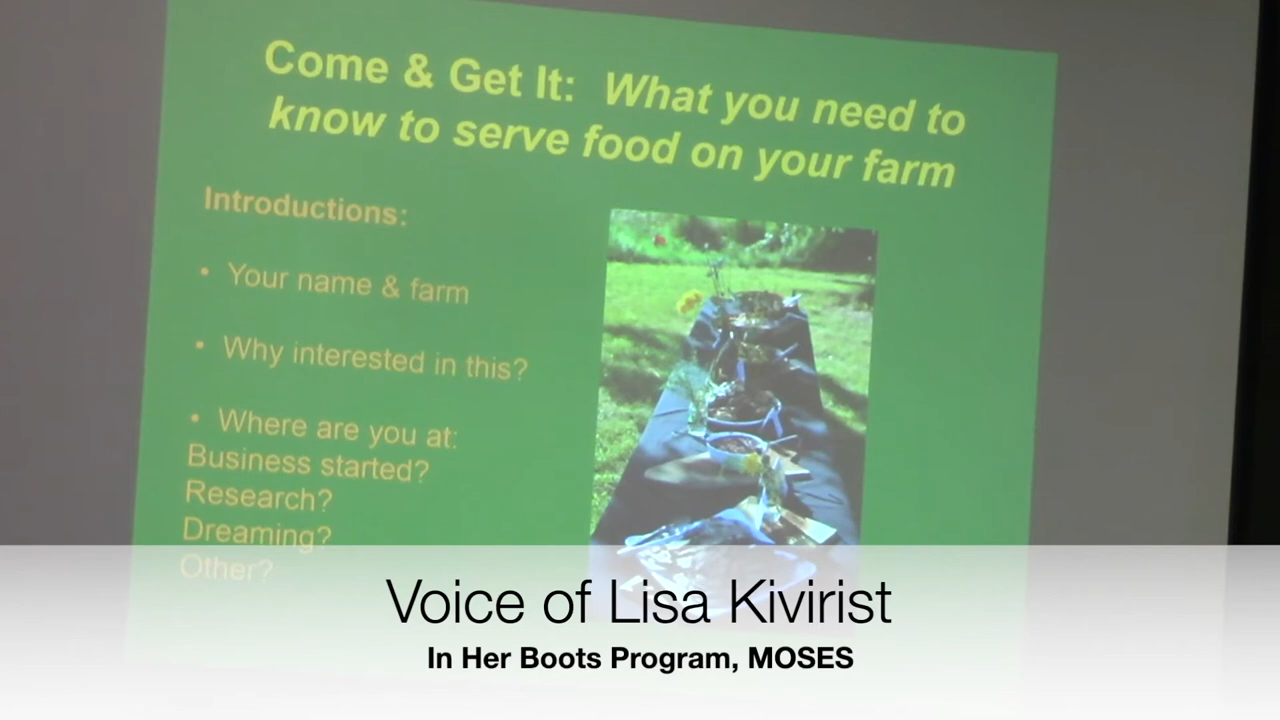 Come & Get It: What you need to
know to serve food on your farm
Introductions:
• Your name & farm
• Why interested in this?
• Where are you at:
Business started?
Research?
Dreaming?
Other?
Voice of Lisa Kivirist
In Her Boots Program, MOSES